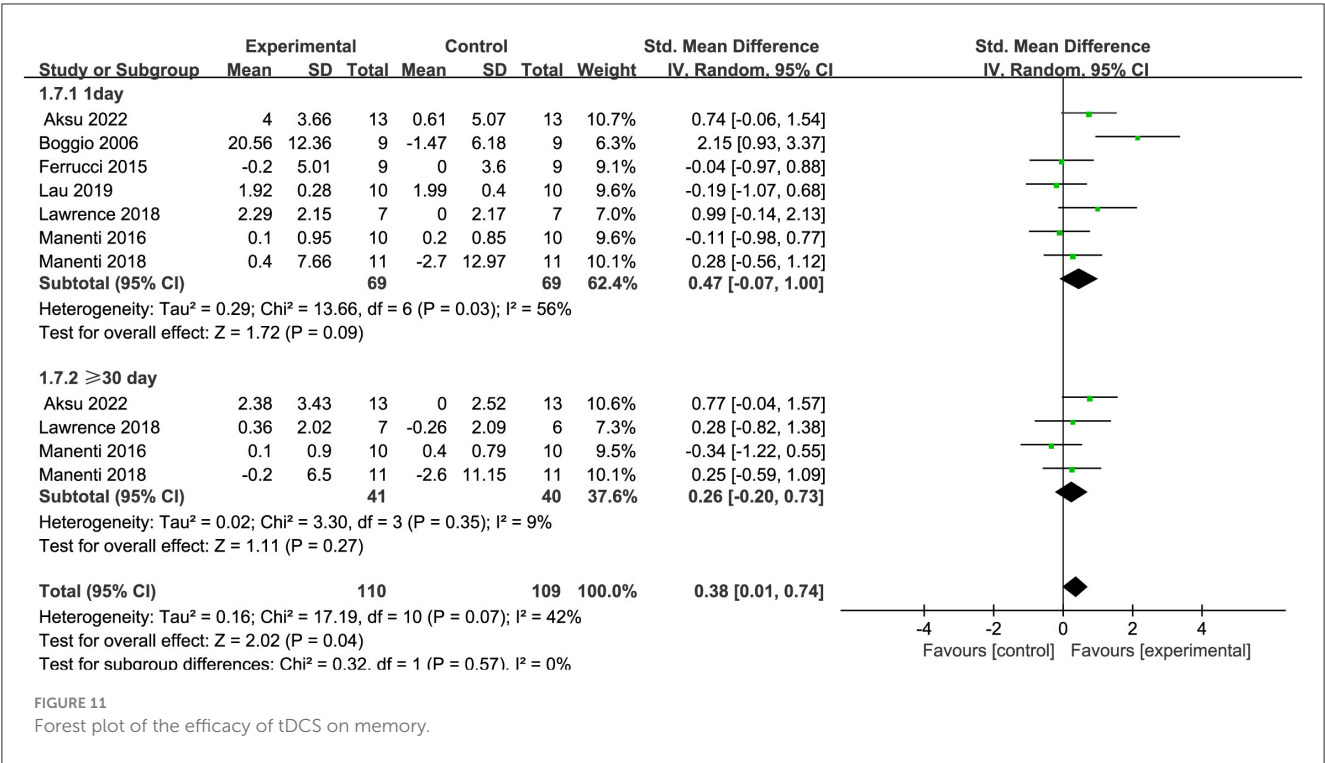 Experimental Control Std. Mean Difference Std. Mean Difference
Study or Subgroup Mean SD Total Mean SD Total Weight IV, Random, 95% CI IV, Random, 95% CI
1.7.1 1day
Aksu 2022 4 3.66 13 0.61 5.07 13 10.7% 0.74 [-0.06, 1.54]
Boggio 2006 20.56 12.36 9 -1.47 6.18 9 6.3% 2.15 [0.93, 3.37]
Ferrucci 2015 -0.2 5.01 9 0 3.6 9 9.1% -0.04 [-0.97, 0.88]
Lau 2019 1.92 0.28 10 1.99 0.4 10 9.6% -0.19 [-1.07, 0.68]
Lawrence 2018 2.29 2.15 7 0 2.17 7 7.0% 0.99 [-0.14, 2.13]
Manenti 2016 0.1 0.95 10 0.2 0.85 10 9.6% -0.11 [-0.98, 0.77]
Manenti 2018 0.4 7.66 11 -2.7 12.97 11 10.1% 0.28 [-0.56, 1.12]
Subtotal (95% CI) 69 69 62.4% 0.47 [-0.07, 1.00]
Heterogeneity: Tau² = 0.29; Chi² = 13.66, df = 6 (P = 0.03); I² = 56%
Test for overall effect: Z = 1.72 (P = 0.09)
1.7.2 ⩾30 day
Aksu 2022 2.38 3.43 13 0 2.52 13 10.6% 0.77 [-0.04, 1.57]
Lawrence 2018 0.36 2.02 7 -0.26 2.09 6 7.3% 0.28 [-0.82, 1.38]
Manenti 2016 0.1 0.9 10 0.4 0.79 10 9.5% -0.34 [-1.22, 0.55]
Manenti 2018 -0.2 6.5 11 -2.6 11.15 11 10.1% 0.25 [-0.59, 1.09]
Subtotal (95% CI) 41 40 37.6% 0.26 [-0.20, 0.73]
Heterogeneity: Tau² = 0.02; Chi² = 3.30, df = 3 (P = 0.35); I² = 9%
Test for overall effect: Z = 1.11 (P = 0.27)
Total (95% CI) 110 109 100.0% 0.38 [0.01, 0.74]
Heterogeneity: Tau² = 0.16; Chi² = 17.19, df = 10 (P = 0.07); I² = 42%
Test for overall effect: Z = 2.02 (P = 0.04)
Test for subgroup differences: Chi² = 0.32, df = 1 (P = 0.57), I² = 0%
-4 -2 0 2 4
Favours [control] Favours [experimental]
FIGURE 11
Forest plot of the efficacy of tDCS on memory.